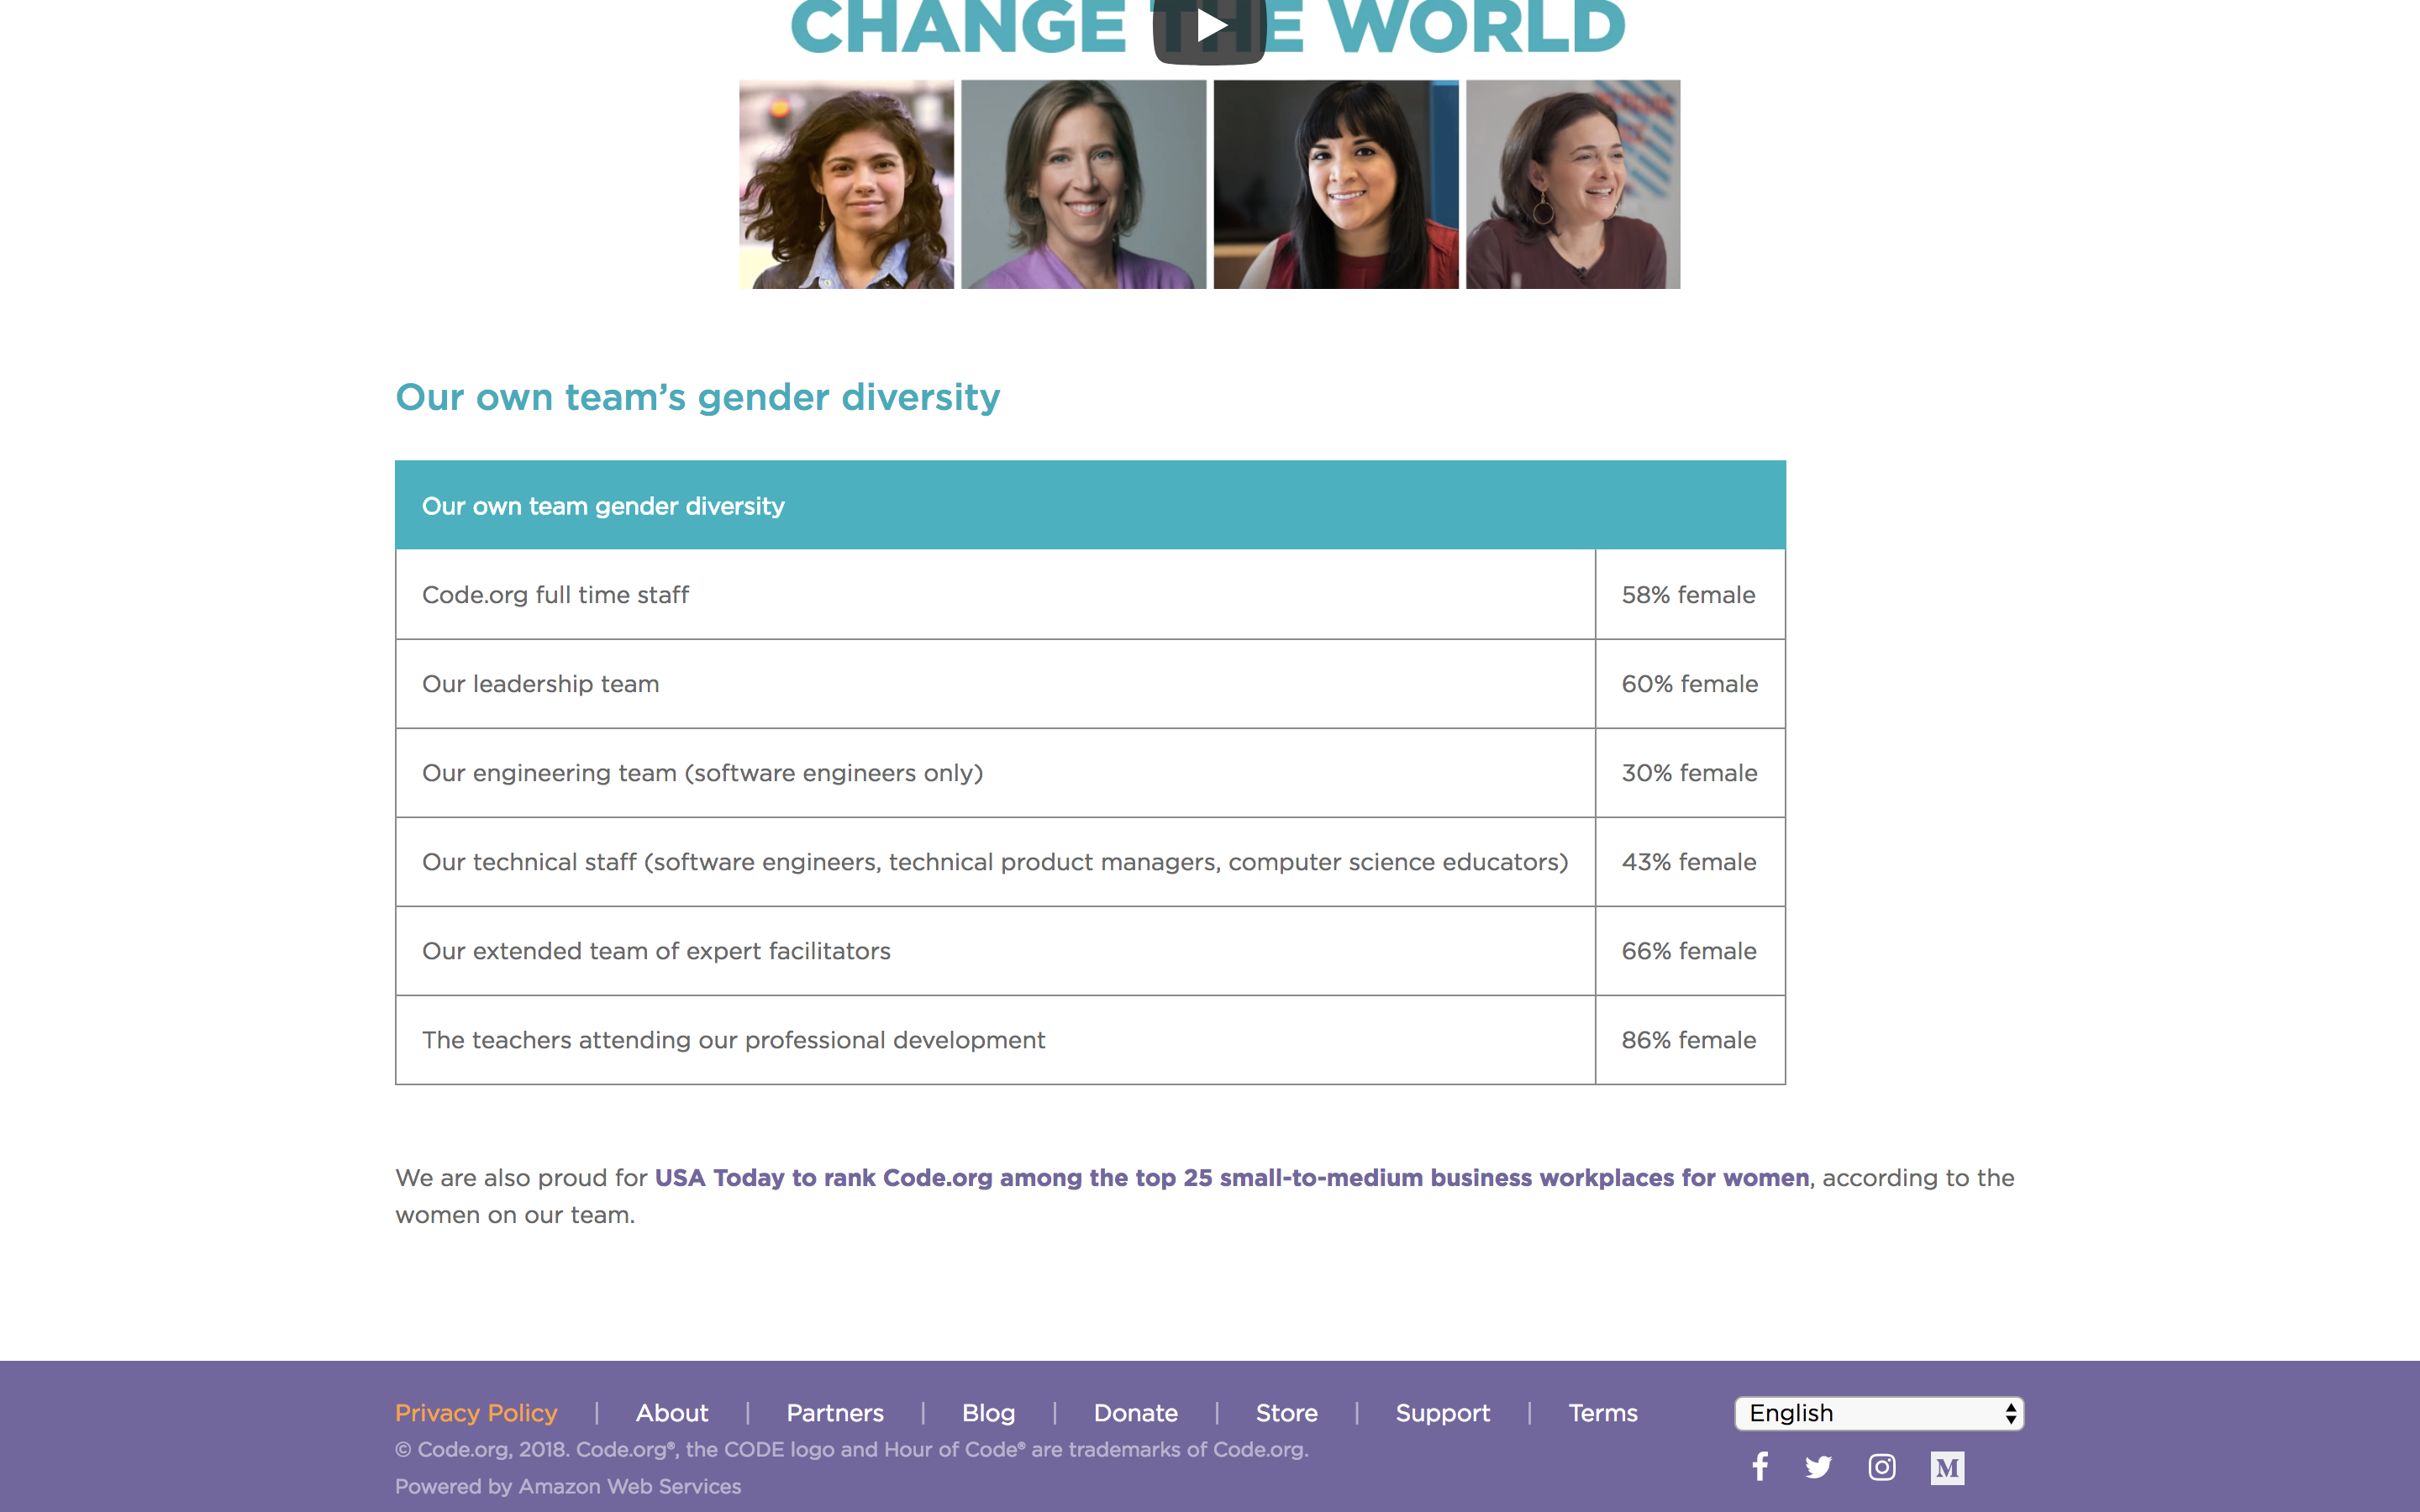 CHANGE THE WORLD
Our own team’s gender diversity
Our own team gender diversity
Code.org full time staff 58% female
Our leadership team 60% female
Our engineering team (software engineers only) 30% female
Our technical staff (software engineers, technical product managers, computer science educators) 43% female
Our extended team of expert facilitators 66% female
The teachers attending our professional development 86% female
We are also proud for USA Today to rank Code.org among the top 25 small-to-medium business workplaces for women, according to the
women on our team.
Privacy Policy | About | Partners | Blog | Donate | Store | Support | Terms English
© Code.org, 2018. Code.org®, the CODE logo and Hour of Code® are trademarks of Code.org.
Powered by Amazon Web Services
M